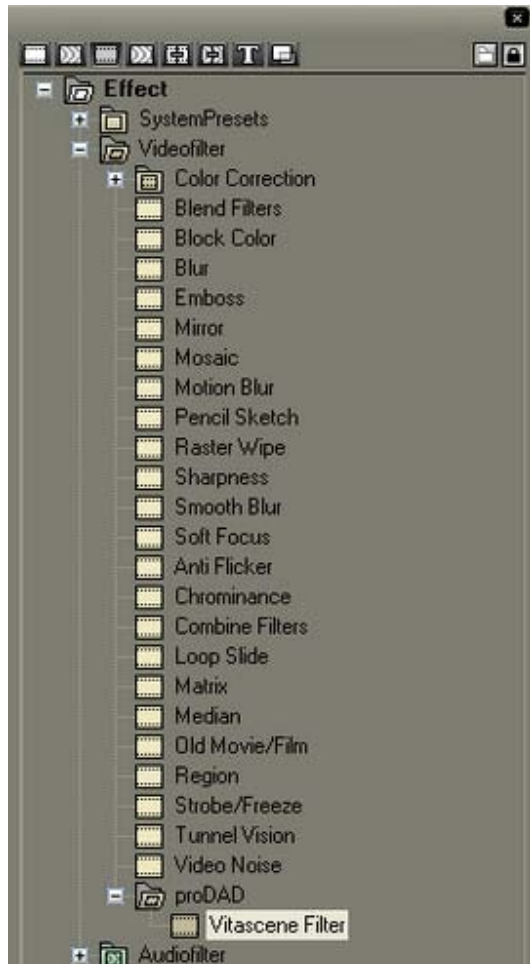 T
Effect
SystemPresets
Videofilter
Color Correction
Blend Filters
Block Color
Blur
Emboss
Mirror
Mosaic
Motion Blur
Pencil Sketch
Raster Wipe
Sharpness
Smooth Blur
Soft Focus
Anti Flicker
Chrominance
Combine Filters
Loop Slide
Matrix
Median
Old Movie/Film
Region
Strobe/Freeze
Tunnel Vision
Video Noise
proDAD
Vitascene Filter
Audiofilter